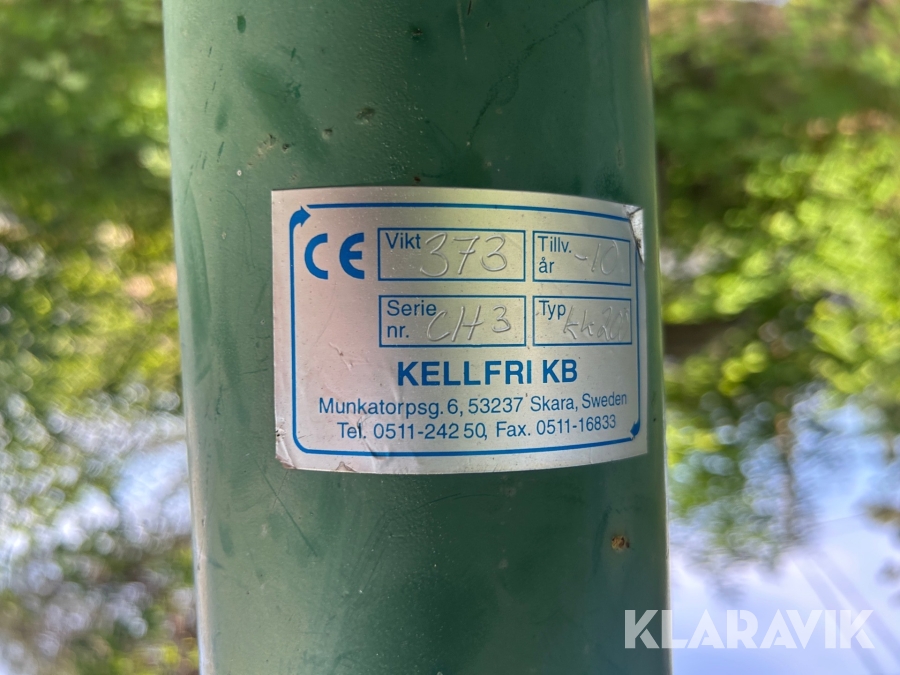 CE
Vikt 373
Tillv. år -10
Serie nr. CH3
Typ
KELLFRI KB
Munkatorpsg. 6, 53237 Skara, Sweden
Tel. 0511-242 50, Fax. 0511-16833
KLARAVIK